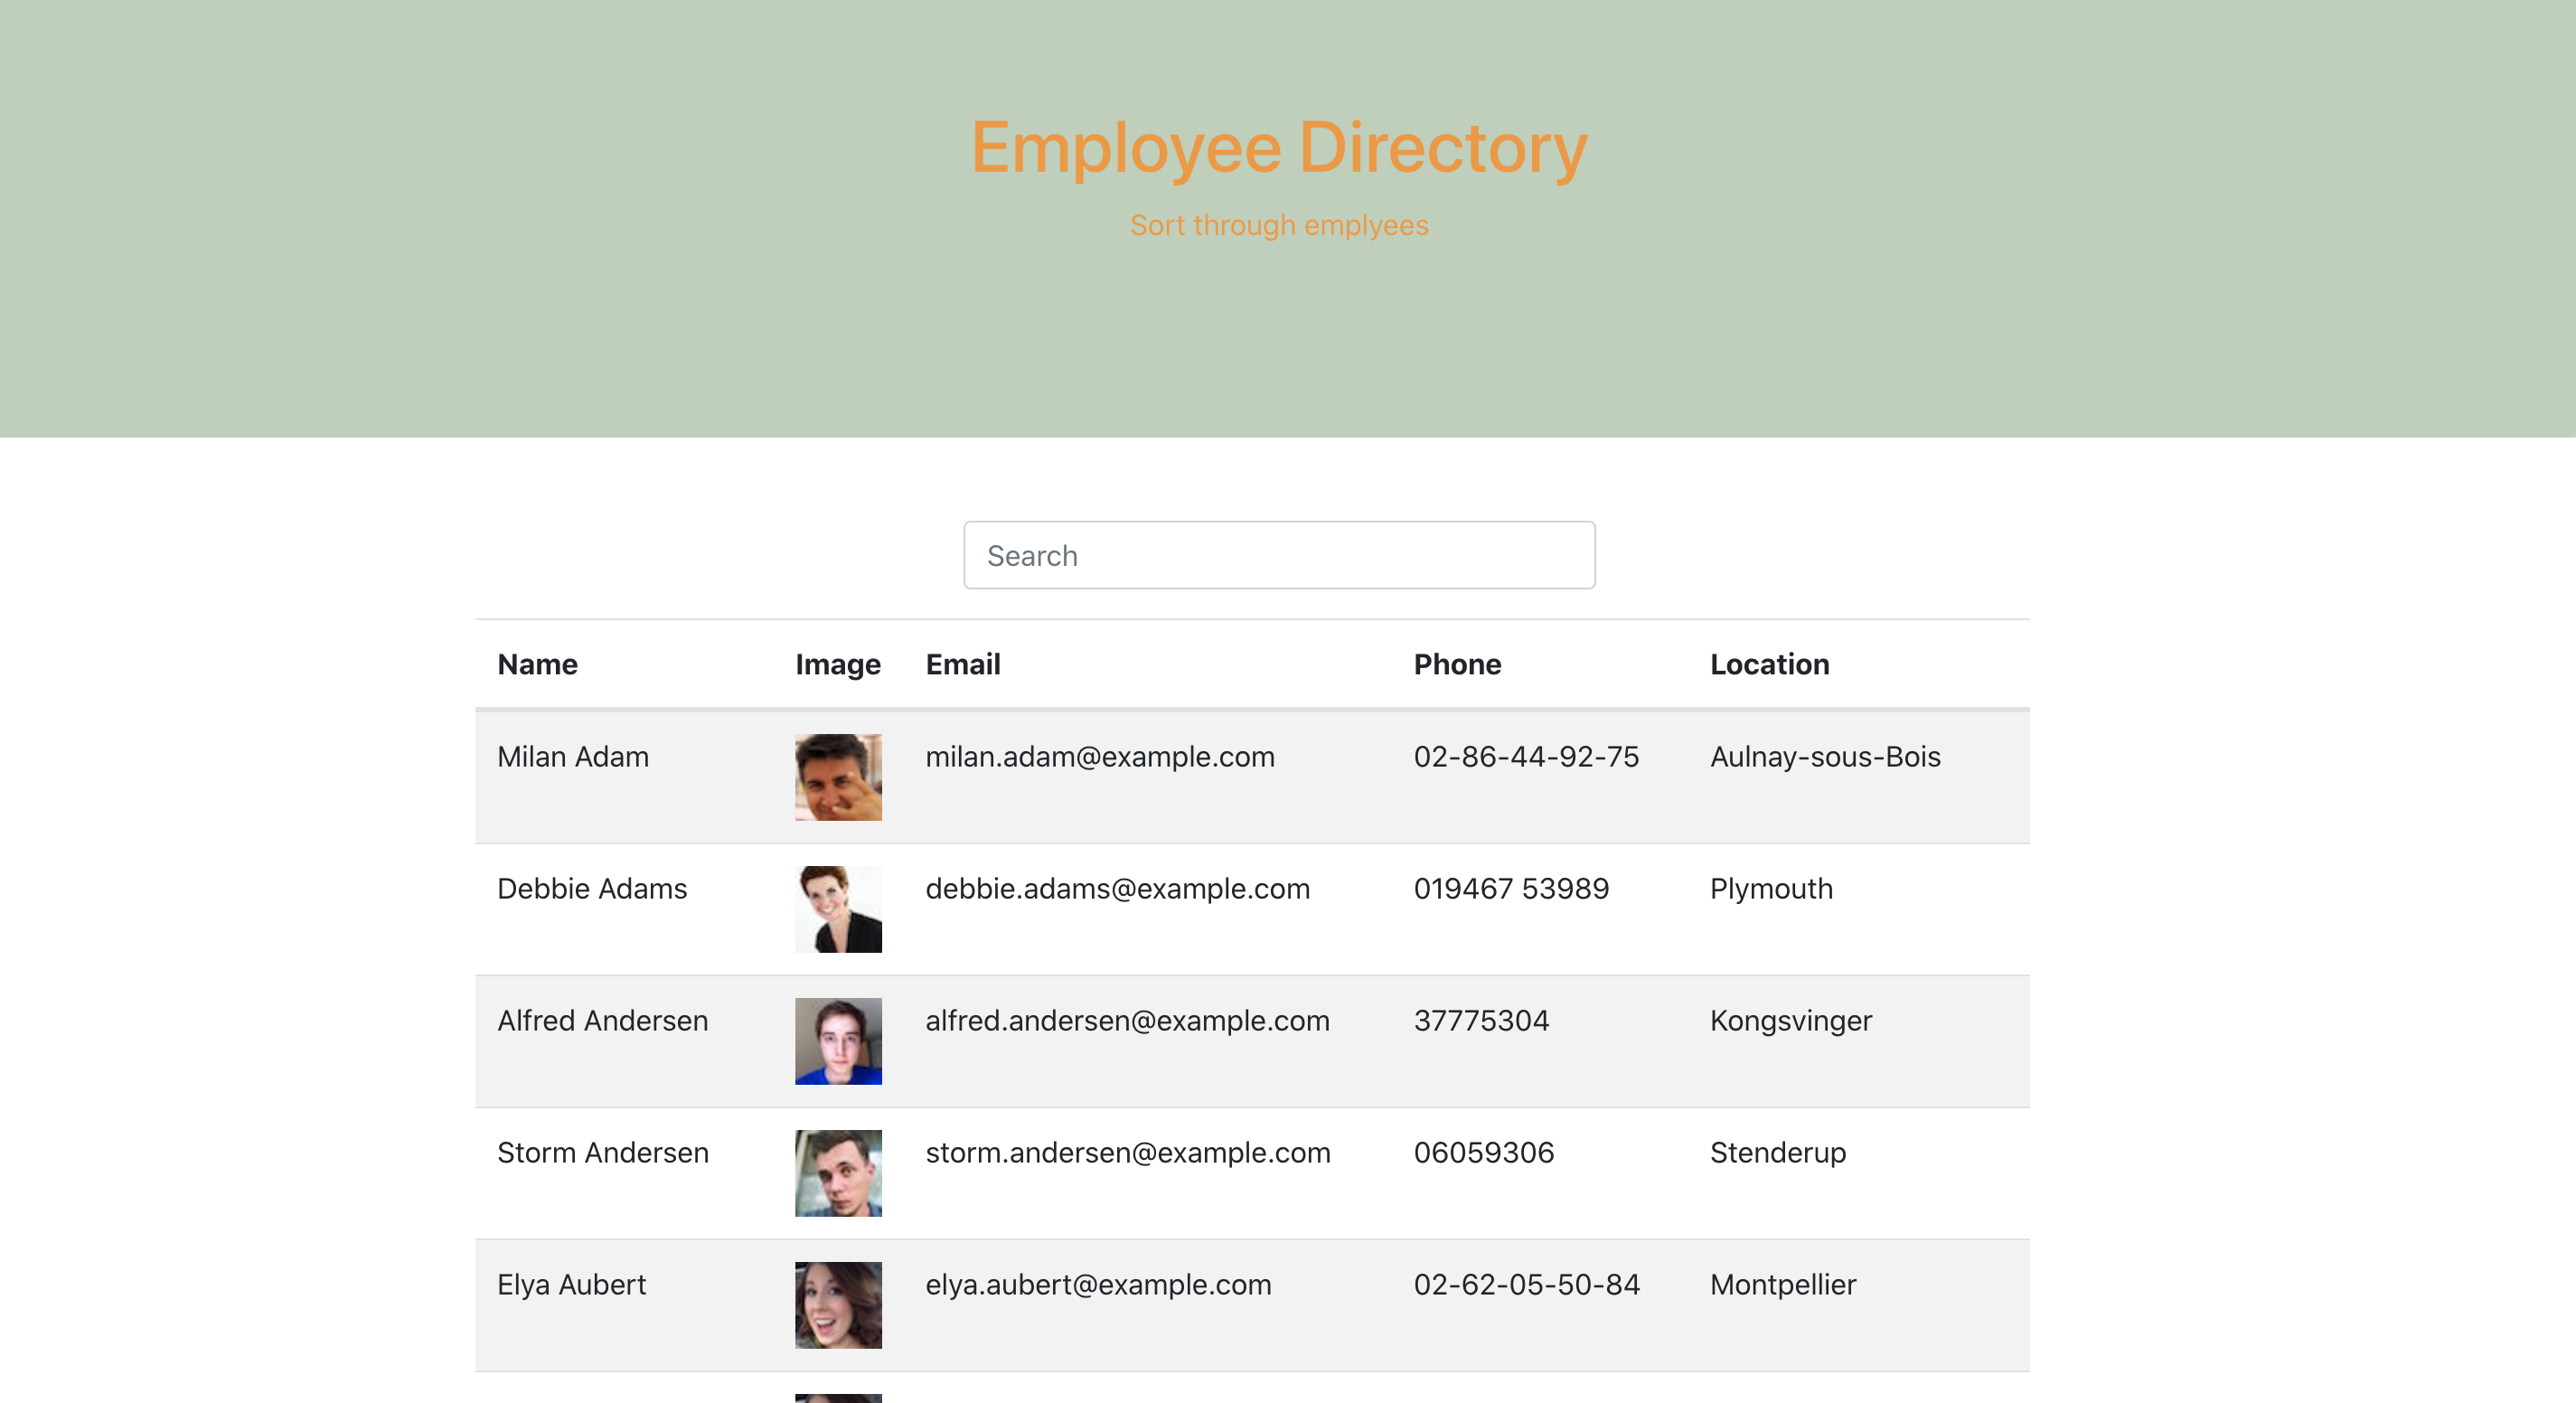 Employee Directory
Sort through emplyees
Search
Name Image Email Phone Location
Milan Adam milan.adam@example.com 02-86-44-92-75 Aulnay-sous-Bois
Debbie Adams debbie.adams@example.com 019467 53989 Plymouth
Alfred Andersen alfred.andersen@example.com 37775304 Kongsvinger
Storm Andersen storm.andersen@example.com 06059306 Stenderup
Elya Aubert elya.aubert@example.com 02-62-05-50-84 Montpellier